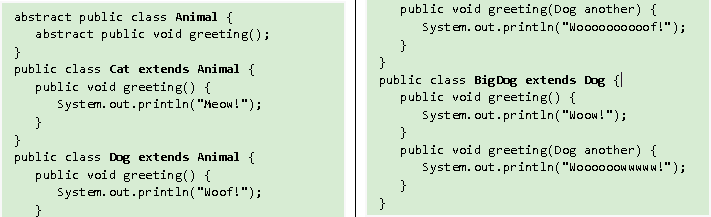 abstract public class Animal {
abstract public void greeting();
}
public class Cat extends Animal {
public void greeting() {
System.out.println("Meow!");
}
}
public class Dog extends Animal {
public void greeting() {
System.out.println("Woof!");
}
public void greeting(Dog another) {
System.out.println("Woooooooooof!");
}
}
public class BigDog extends Dog {
public void greeting() {
System.out.println("Woow!");
}
public void greeting(Dog another) {
System.out.println("Woooooowwwww!");
}
}